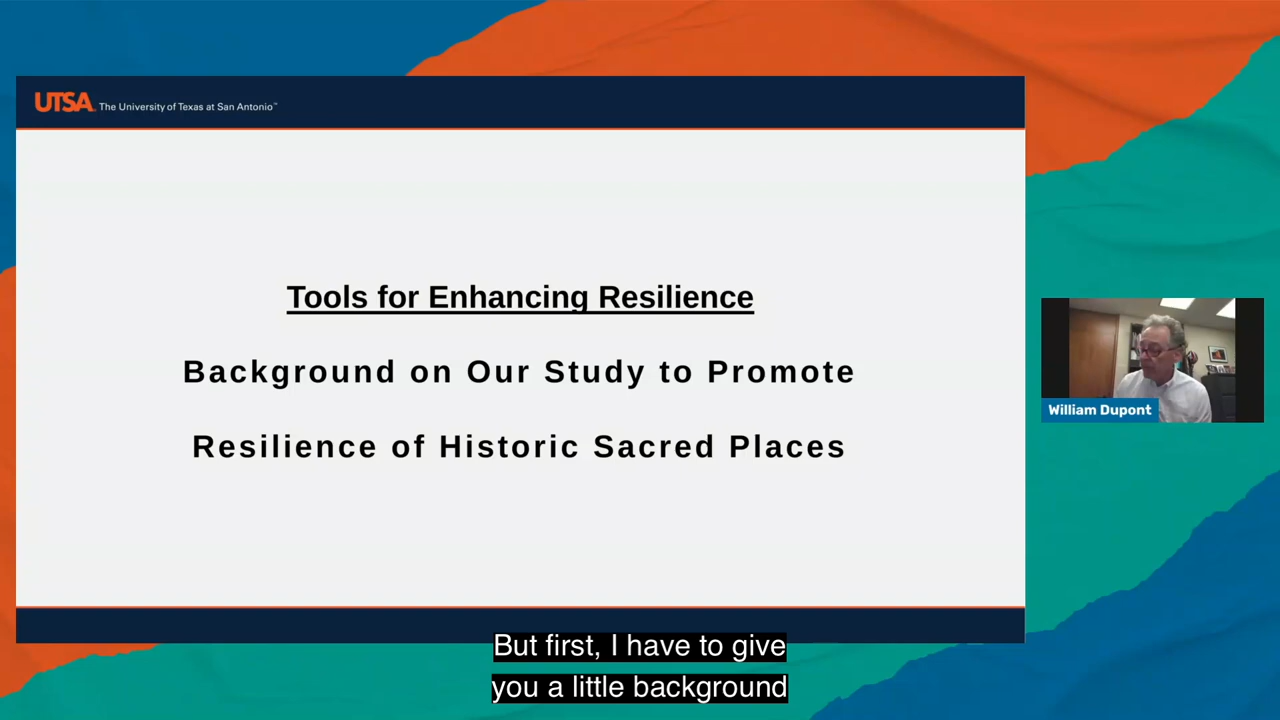 UTSA The University of Texas at San Antonio™
Tools for Enhancing Resilience
Background on Our Study to Promote
Resilience of Historic Sacred Places
William Dupont
But first, I have to give
you a little background